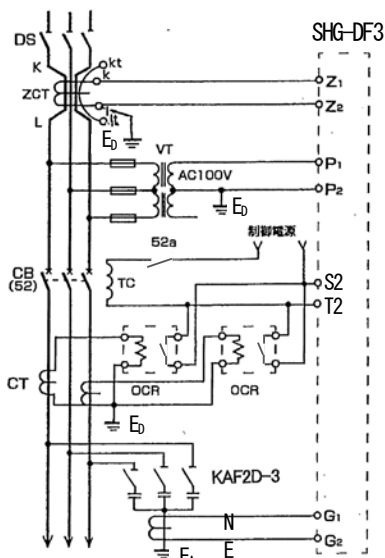 DS
SHG-DF3
K
kt
k
Z1
ZCT
Z2
L
lt
ED
VT
P1
AC100V
P2
ED
制御電源
52a
CB
(52)
TC
S2
T2
CT
OCR
OCR
ED
KAF2D-3
N
G1
E
G2